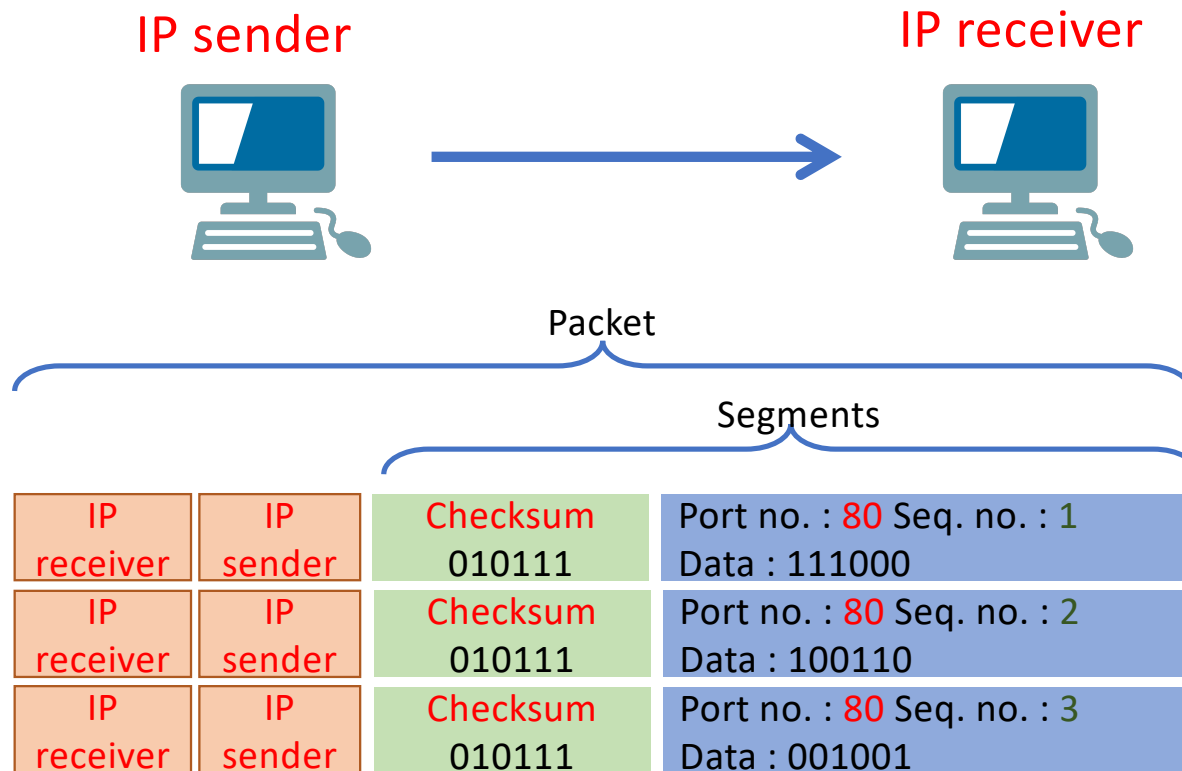 IP sender
IP receiver
Packet
Segments
IP receiver
IP sender
Checksum
010111
Port no. : 80 Seq. no. : 1
Data : 111000
IP receiver
IP sender
Checksum
010111
Port no. : 80 Seq. no. : 2
Data : 100110
IP receiver
IP sender
Checksum
010111
Port no. : 80 Seq. no. : 3
Data : 001001